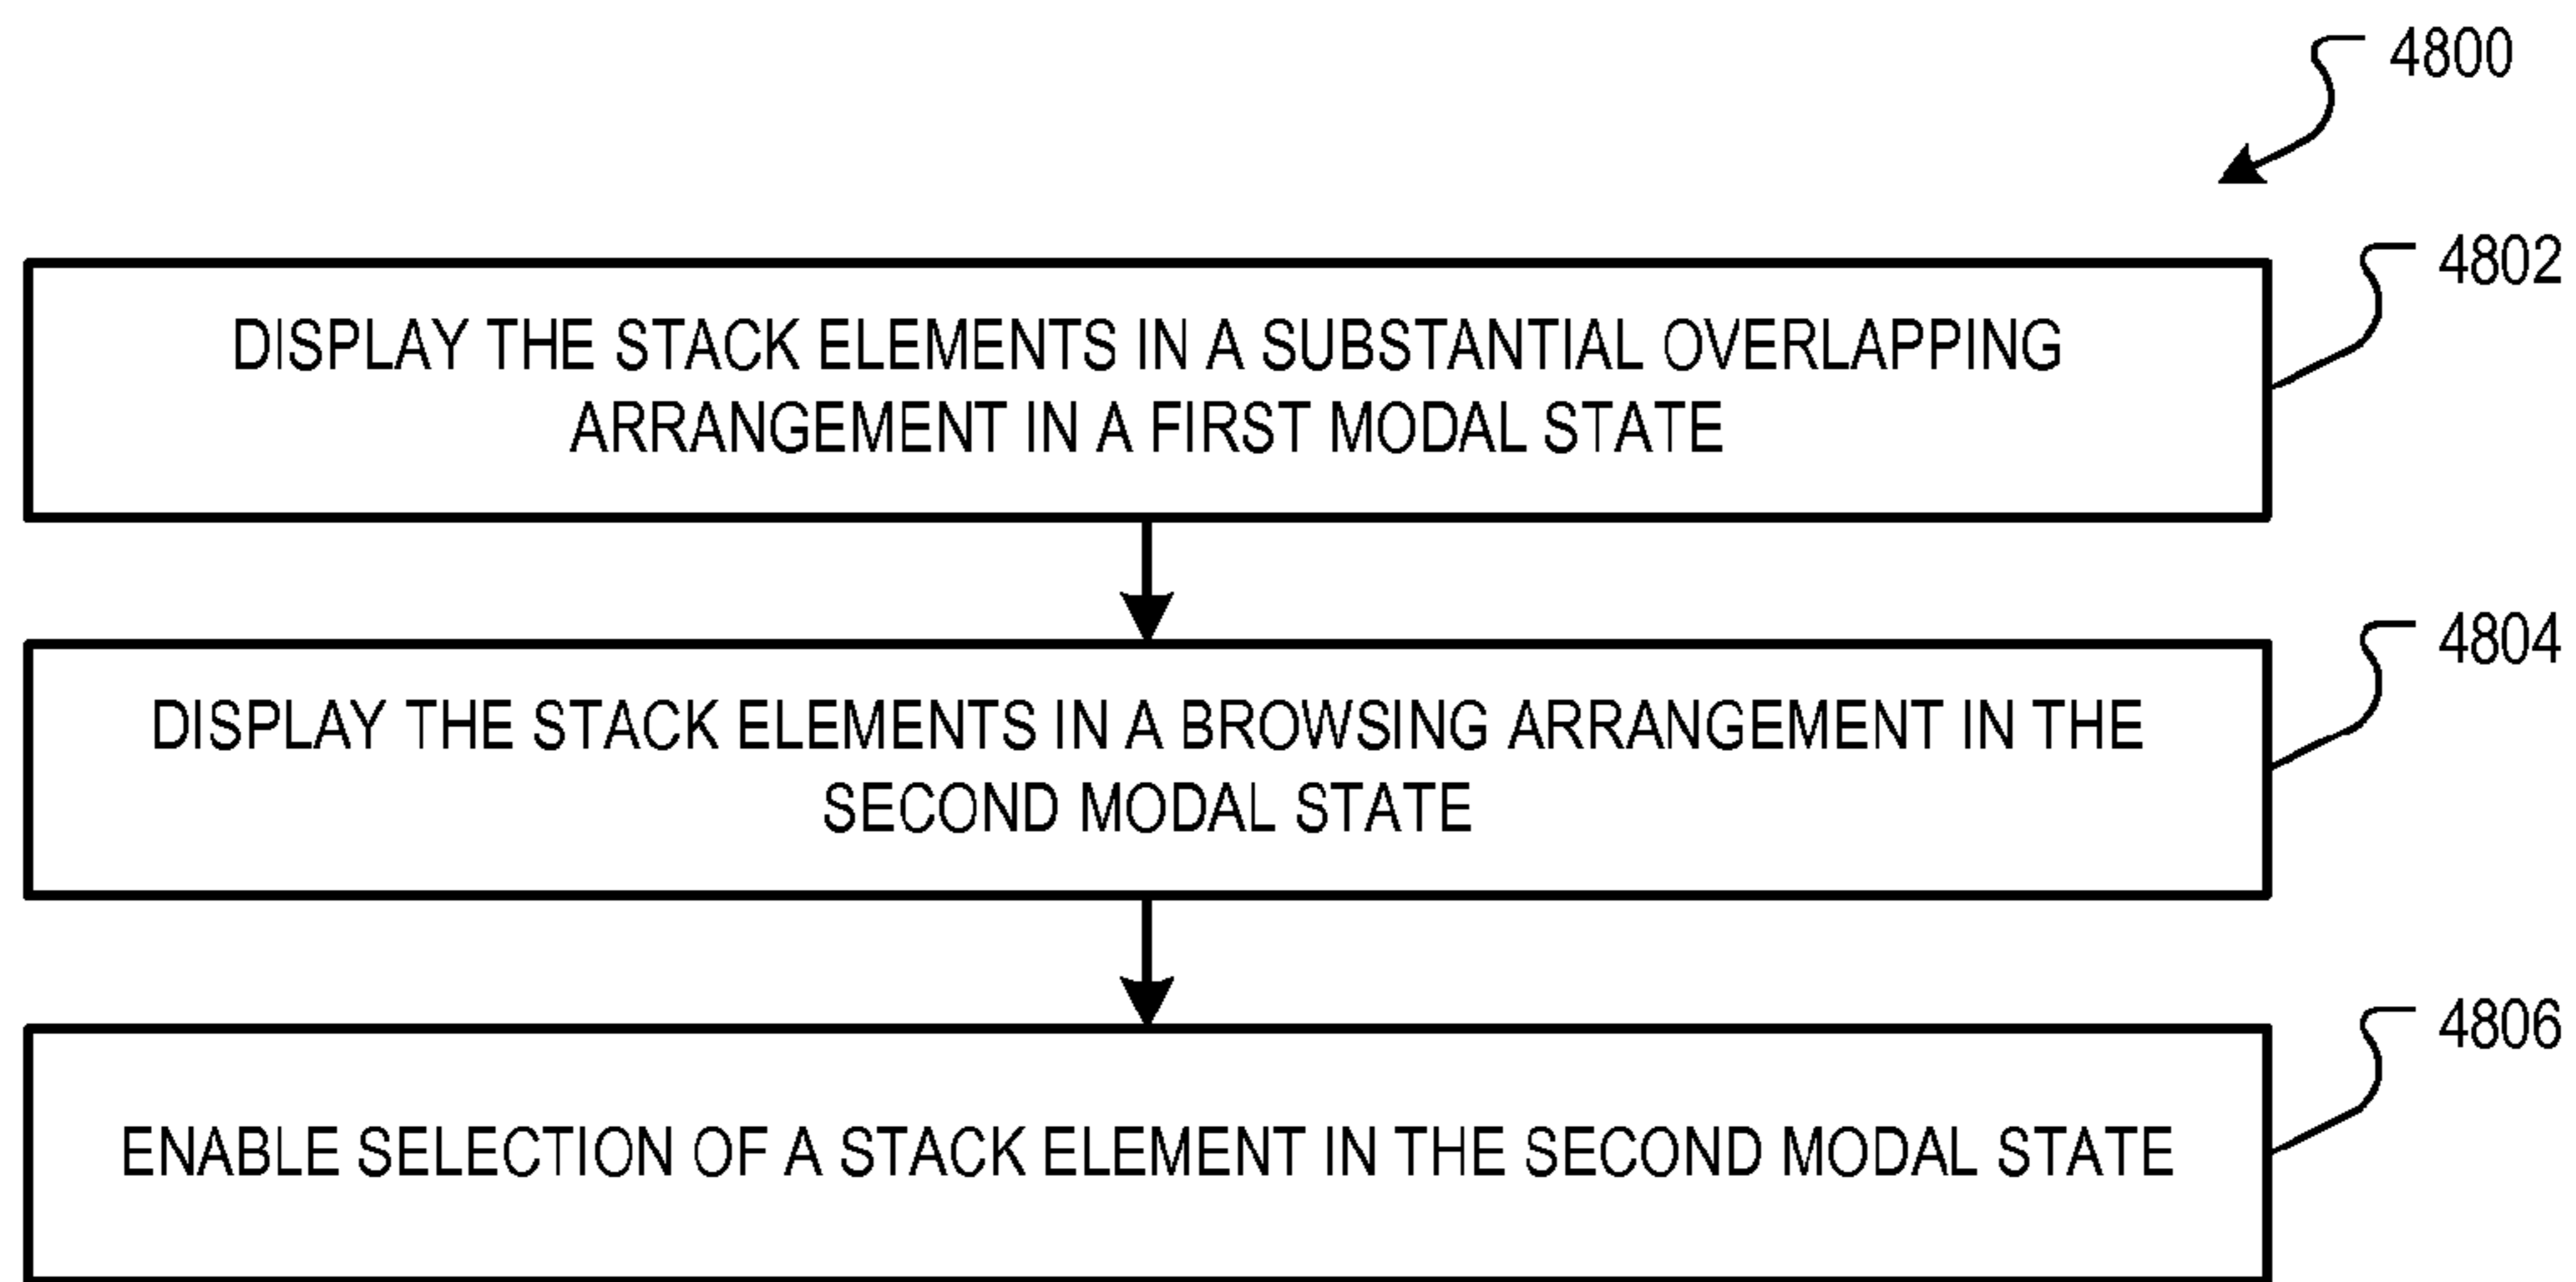 4800
4802
DISPLAY THE STACK ELEMENTS IN A SUBSTANTIAL OVERLAPPING
ARRANGEMENT IN A FIRST MODAL STATE
4804
DISPLAY THE STACK ELEMENTS IN A BROWSING ARRANGEMENT IN THE
SECOND MODAL STATE
4806
ENABLE SELECTION OF A STACK ELEMENT IN THE SECOND MODAL STATE